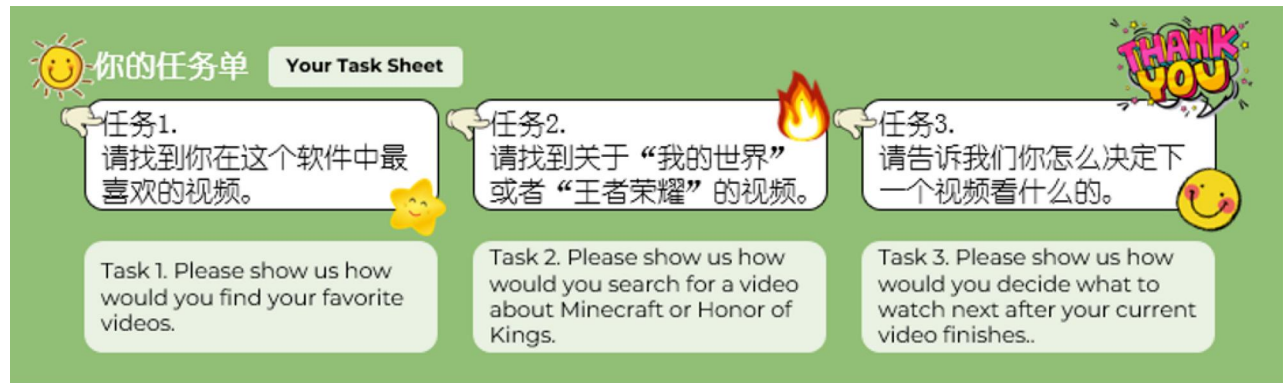 你的任务单
Your Task Sheet
THANK
YOU
任务1.
请找到你在这个软件中最
喜欢的视频。
任务2.
请找到关于“我的世界”
或者“王者荣耀”的视频。
任务3.
请告诉我们你怎么决定下
一个视频看什么的。
Task 1. Please show us how
would you find your favorite
videos.
Task 2. Please show us how
would you search for a video
about Minecraft or Honor of
Kings.
Task 3. Please show us how
would you decide what to
watch next after your current
video finishes..